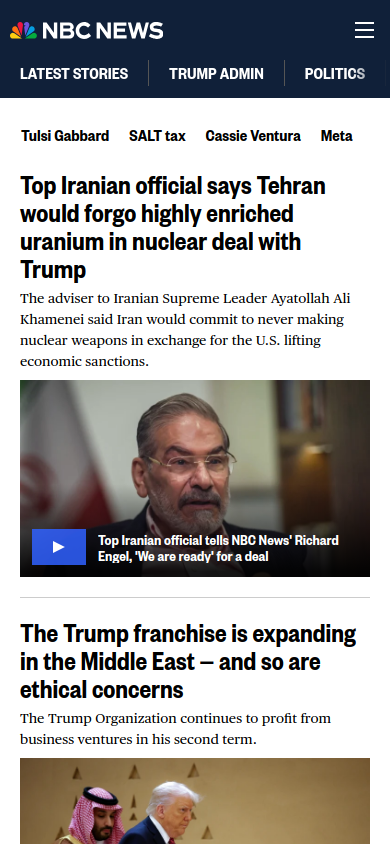 NBC NEWS
LATEST STORIES
TRUMP ADMIN
POLITICS
Tulsi Gabbard
SALT tax
Cassie Ventura
Meta
Top Iranian official says Tehran
would forgo highly enriched
uranium in nuclear deal with
Trump
The adviser to Iranian Supreme Leader Ayatollah Ali
Khamenei said Iran would commit to never making
nuclear weapons in exchange for the U.S. lifting
economic sanctions.
Top Iranian official tells NBC News' Richard
Engel, 'We are ready' for a deal
The Trump franchise is expanding
in the Middle East — and so are
ethical concerns
The Trump Organization continues to profit from
business ventures in his second term.